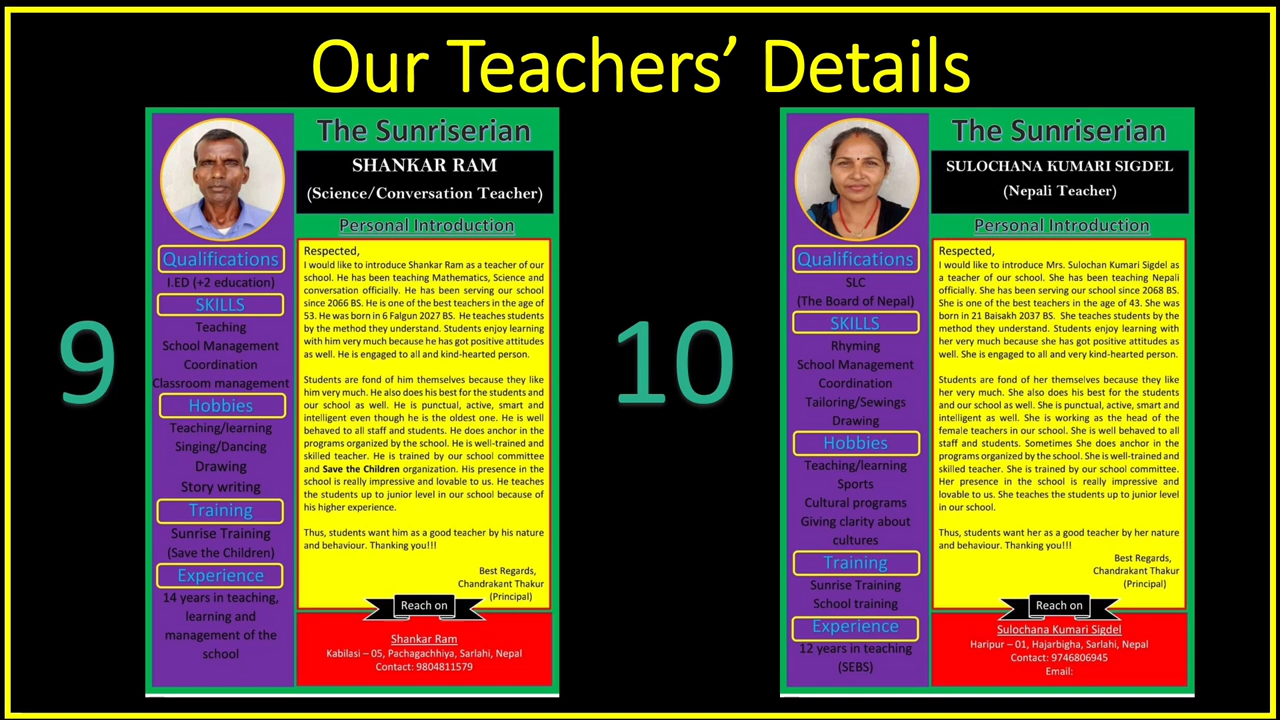 Our Teachers’ Details
9
The Sunriserian
SHANKAR RAM
(Science/Conversation Teacher)
Personal Introduction
Qualifications
I.ED (+2 education)
SKILLS
Teaching
School Management
Coordination
Classroom management
Hobbies
Teaching/learning
Singing/Dancing
Drawing
Story writing
Training
Sunrise Training
(Save the Children)
Experience
14 years in teaching,
learning and
management of the
school
Respected,
I would like to introduce Shankar Ram as a teacher of our
school. He has been teaching Mathematics, Science and
conversation officially. He has been serving our school
since 2066 BS. He is one of the best teachers in the age of
53. He was born in 6 Falgun 2027 BS. He teaches students
by the method they understand. Students enjoy learning
with him very much because he has got positive attitudes
as well. He is engaged to all and kind-hearted person.
Students are fond of him themselves because they like
him very much. He also does his best for the students and
our school as well. He is punctual, active, smart and
intelligent even though he is the oldest one. He is well
behaved to all staff and students. He does anchor in the
programs organized by the school. He is well-trained and
skilled teacher. He is trained by our school committee
and Save the Children organization. His presence in the
school is really impressive and lovable to us. He teaches
the students up to junior level in our school because of
his higher experience.
Thus, students want him as a good teacher by his nature
and behaviour. Thanking you!!!
Best Regards,
Chandrakant Thakur
(Principal)
Reach on
Shankar Ram
Kabilasi – 05, Pachagachhiya, Sarlahi, Nepal
Contact: 9804811579
10
The Sunriserian
SULOCHANA KUMARI SIGDEL
(Nepali Teacher)
Personal Introduction
Qualifications
SLC
(The Board of Nepal)
SKILLS
Rhyming
School Management
Coordination
Tailoring/Sewings
Drawing
Hobbies
Teaching/learning
Sports
Cultural programs
Giving clarity about
cultures
Training
Sunrise Training
School training
Experience
12 years in teaching
(SEBS)
Respected,
I would like to introduce Mrs. Sulochan Kumari Sigdel as
a teacher of our school. She has been teaching Nepali
officially. She has been serving our school since 2068 BS.
She is one of the best teachers in the age of 43. She was
born in 21 Baisakh 2037 BS. She teaches students by the
method they understand. Students enjoy learning with
her very much because she has got positive attitudes as
well. She is engaged to all and very kind-hearted person.
Students are fond of her themselves because they like
her very much. She also does his best for the students
and our school as well. She is punctual, active, smart and
intelligent as well. She is working as the head of the
female teachers in our school. She is well behaved to all
staff and students. Sometimes She does anchor in the
programs organized by the school. She is well-trained and
skilled teacher. She is trained by our school committee.
Her presence in the school is really impressive and
lovable to us. She teaches the students up to junior level
in our school.
Thus, students want her as a good teacher by her nature
and behaviour. Thanking you!!!
Best Regards,
Chandrakant Thakur
(Principal)
Reach on
Sulochana Kumari Sigdel
Haripur – 01, Hajarbigha, Sarlahi, Nepal
Contact: 9746806945
Email: